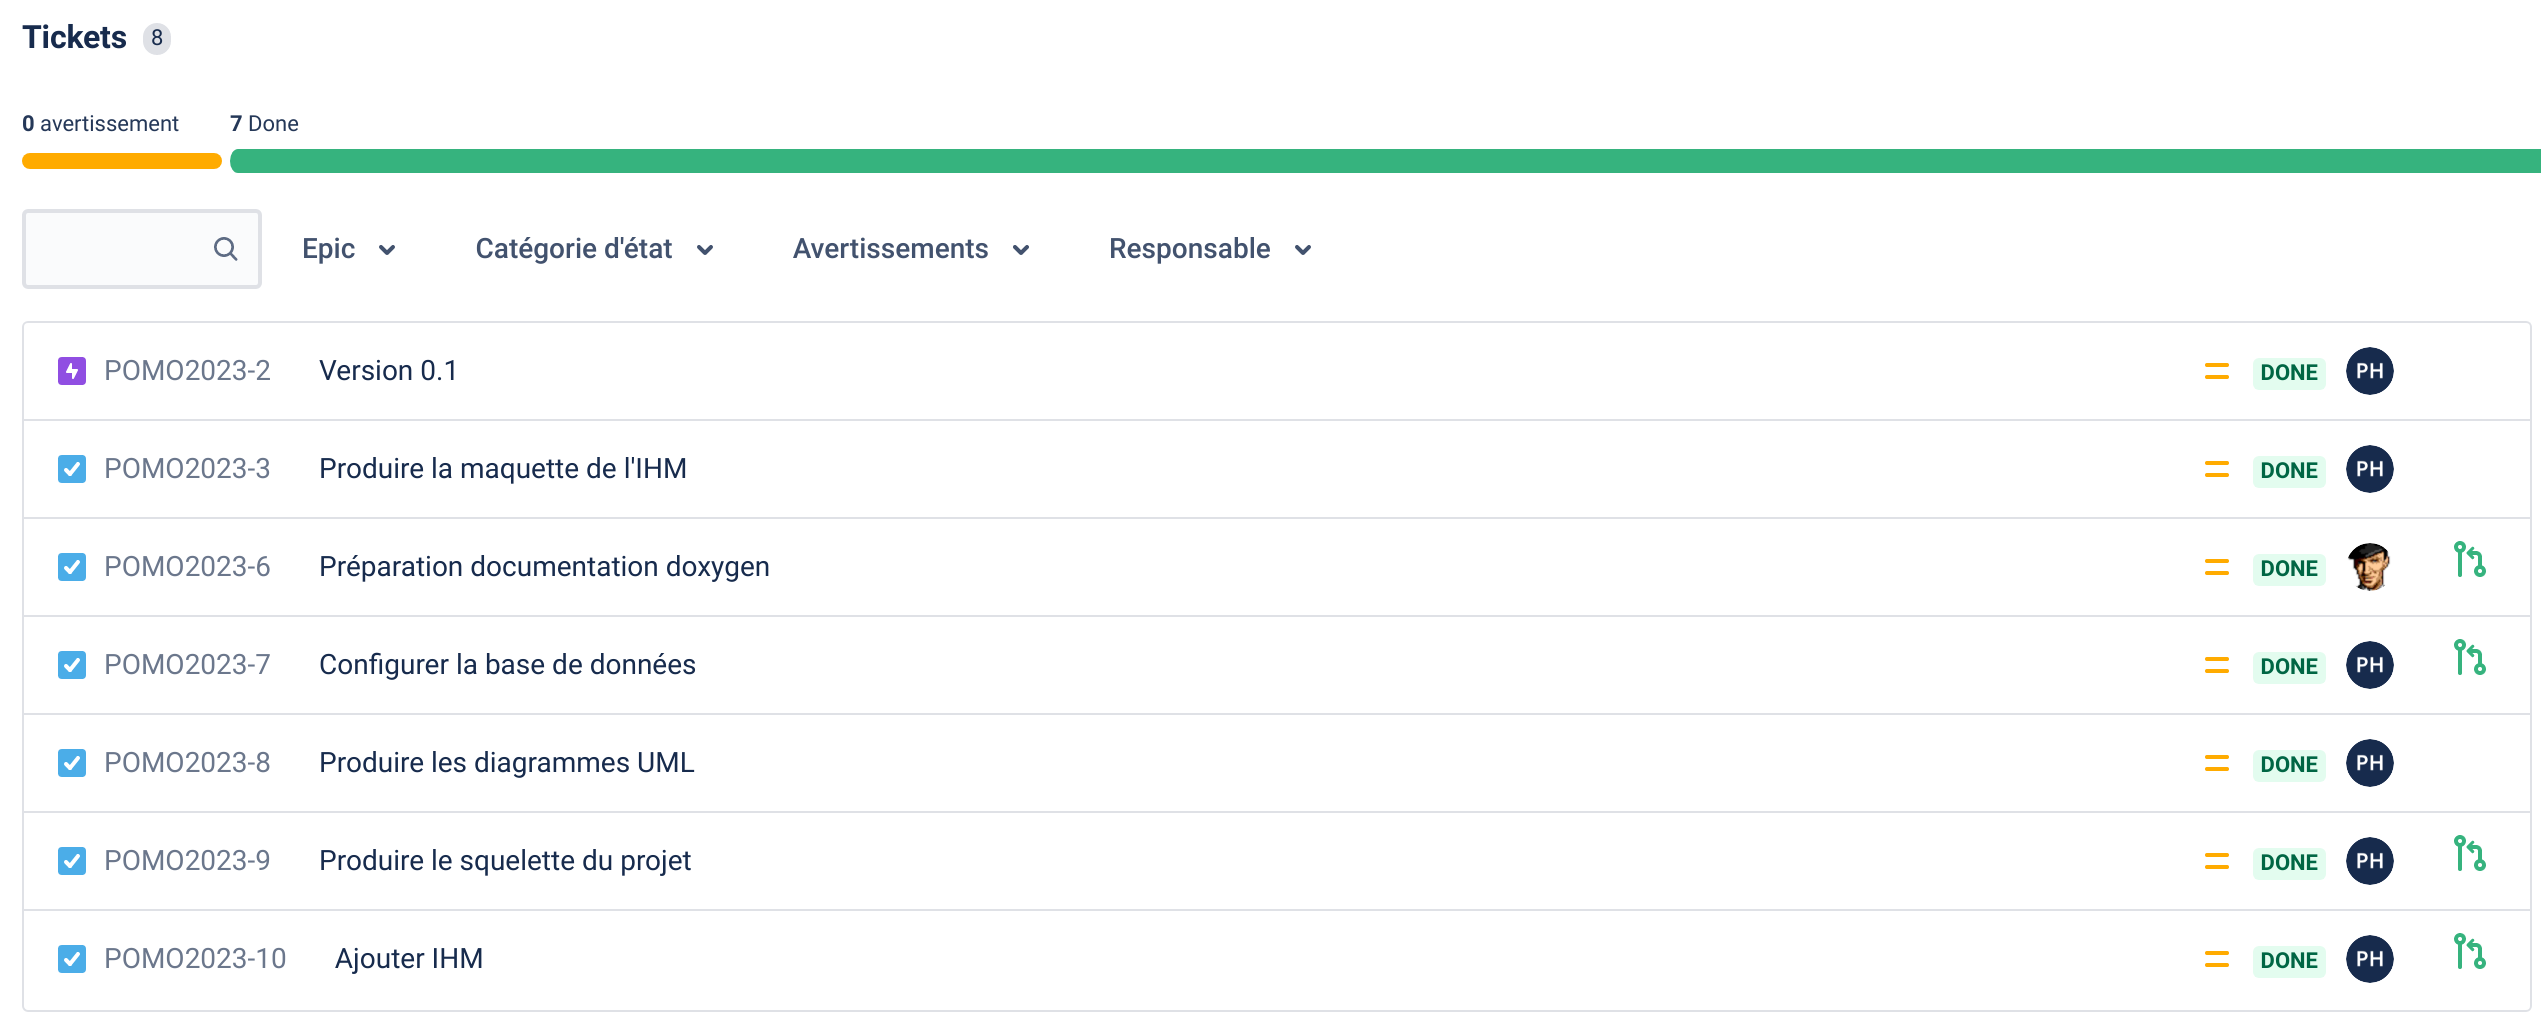 Tickets 8
0 avertissement 7 Done
Epic Catégorie d'état Avertissements Responsable
POMO2023-2 Version 0.1 DONE PH
POMO2023-3 Produire la maquette de l'IHM DONE PH
POMO2023-6 Préparation documentation doxygen DONE
POMO2023-7 Configurer la base de données DONE PH
POMO2023-8 Produire les diagrammes UML DONE PH
POMO2023-9 Produire le squelette du projet DONE PH
POMO2023-10 Ajouter IHM DONE PH